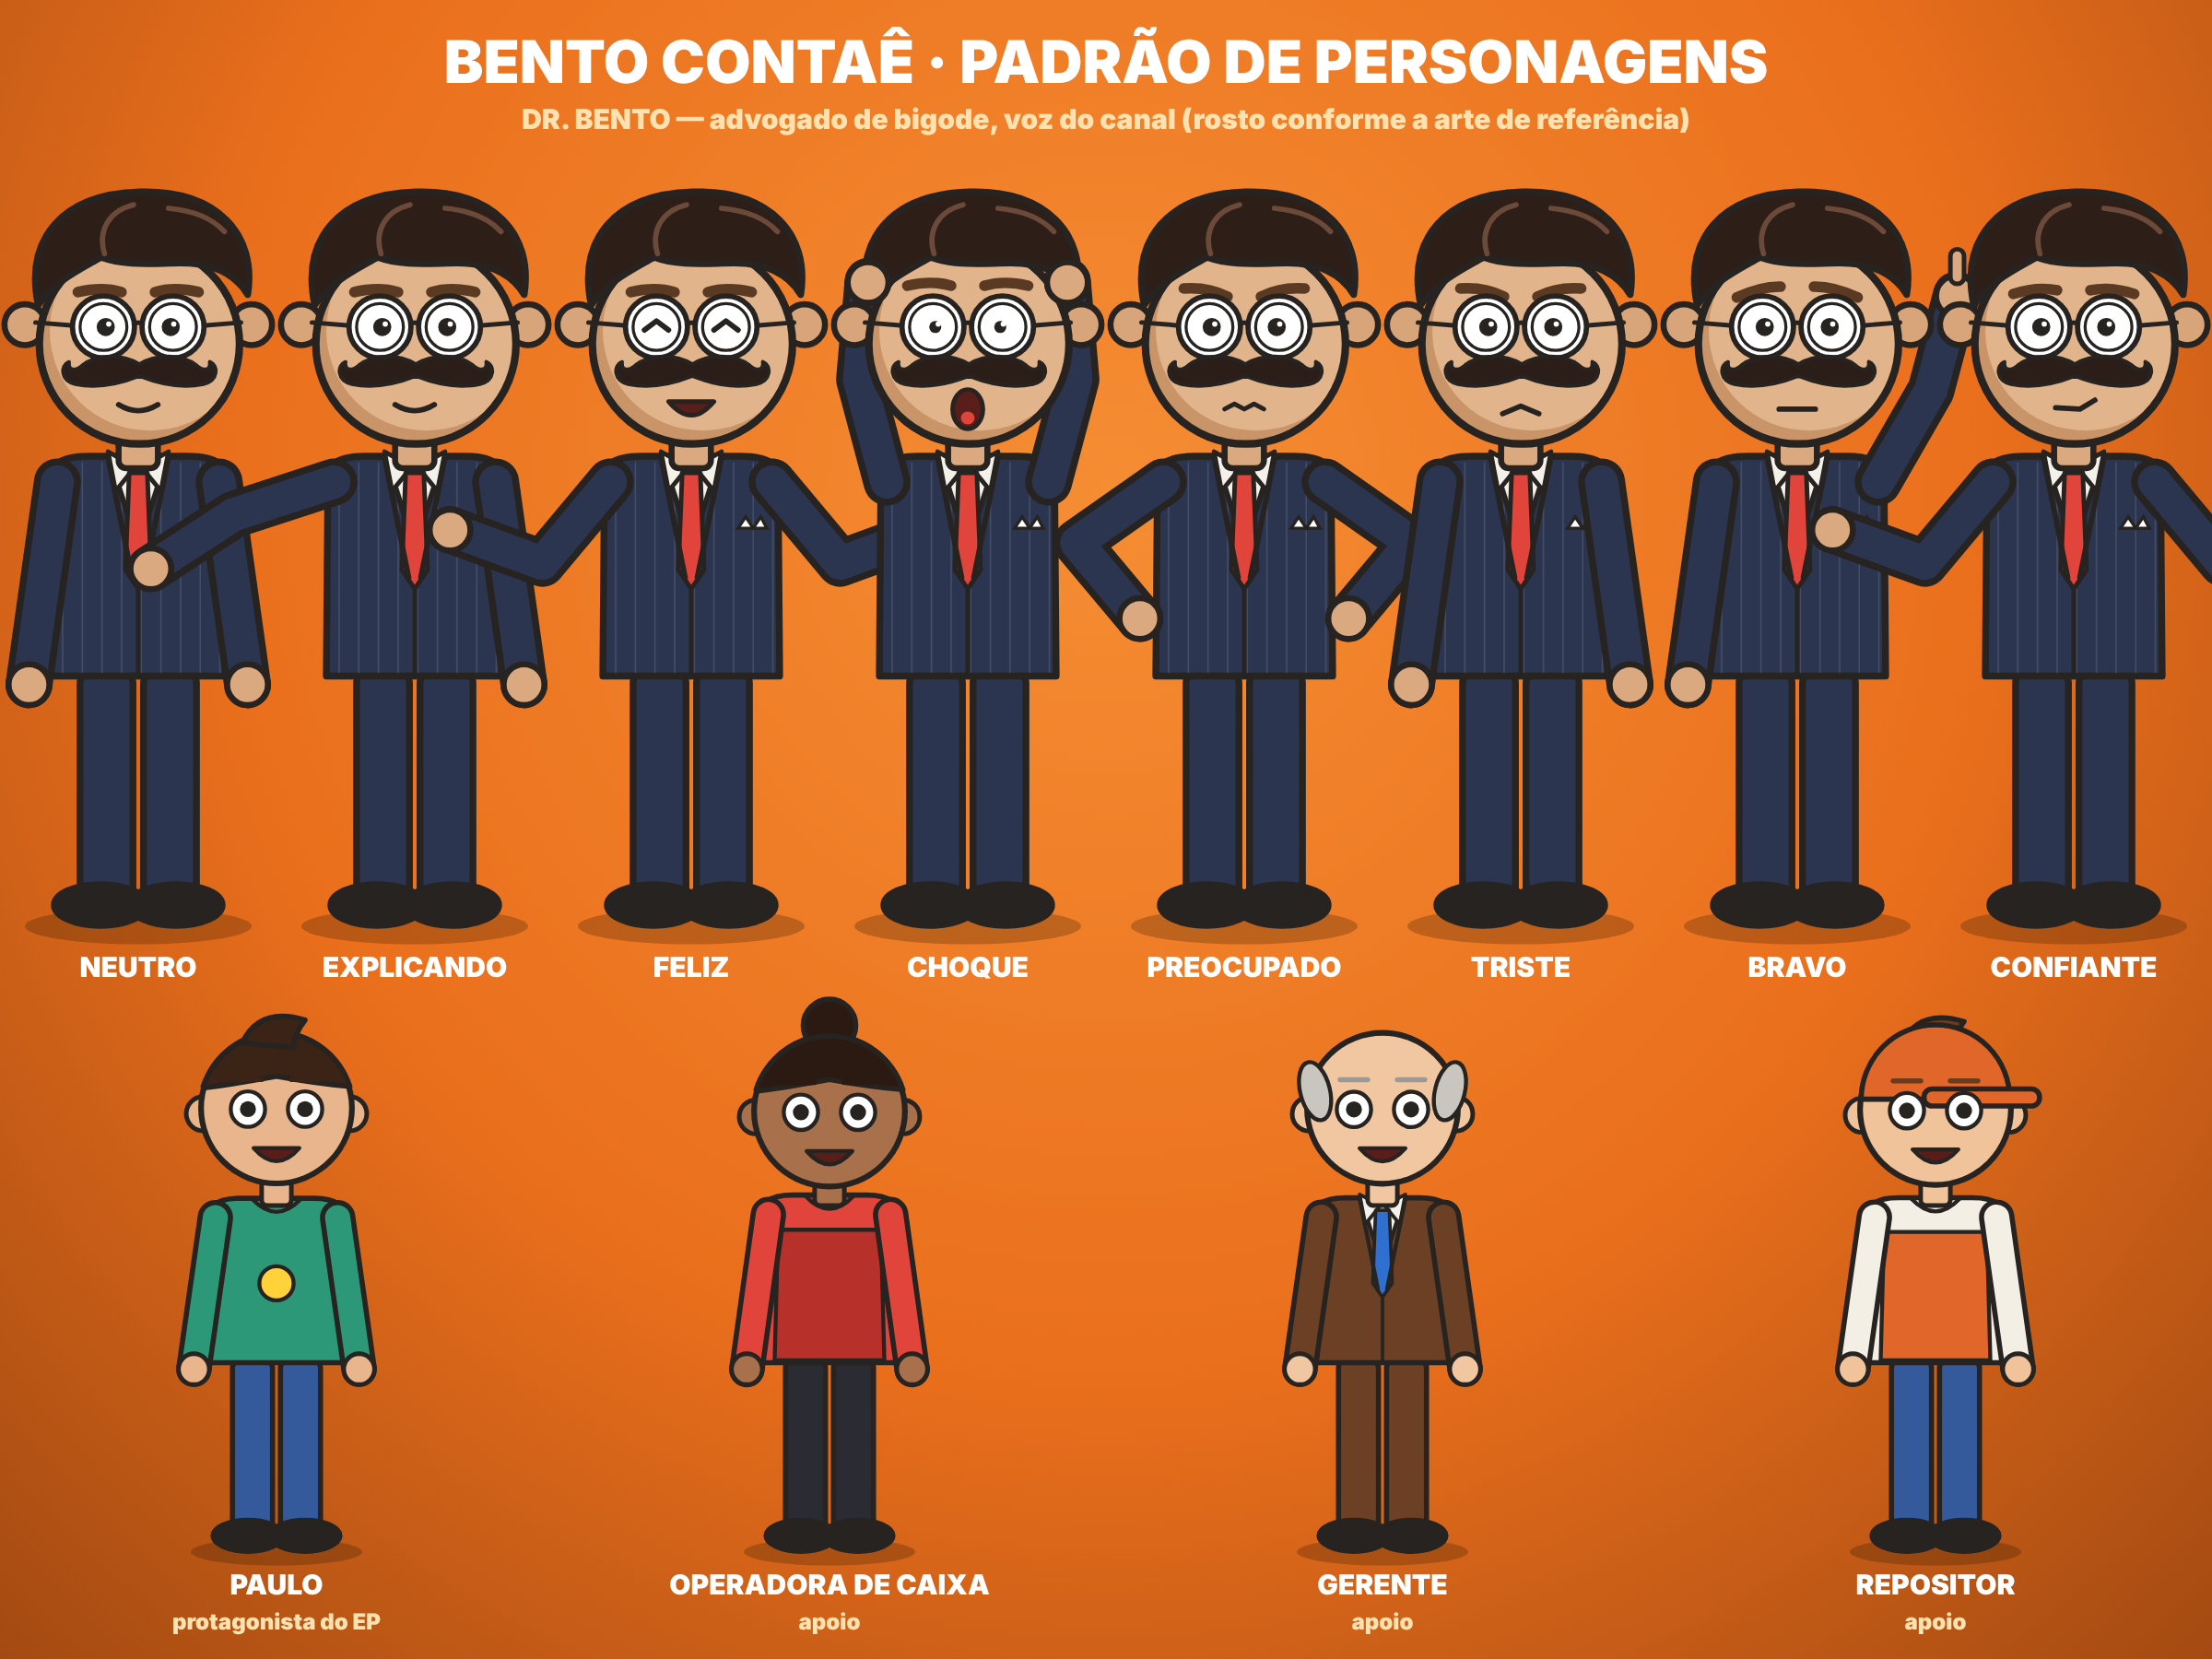 BENTO CONTAÊ · PADRÃO DE PERSONAGENS
DR. BENTO — advogado de bigode, voz do canal (rosto conforme a arte de referência)
NEUTRO EXPLICANDO FELIZ CHOQUE PREOCUPADO TRISTE BRAVO CONFIANTE
PAULO OPERADORA DE CAIXA GERENTE REPOSITOR
protagonista do EP apoio apoio apoio